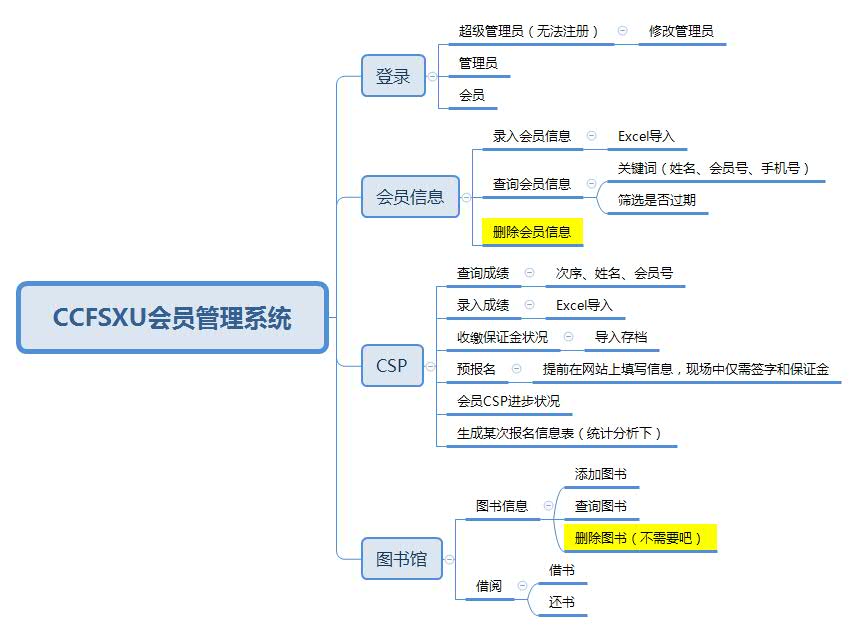 CCFSXU会员管理系统
登录
超级管理员（无法注册）
修改管理员
管理员
会员
会员信息
录入会员信息
Excel导入
查询会员信息
关键词（姓名、会员号、手机号）
筛选是否过期
删除会员信息
CSP
查询成绩
次序、姓名、会员号
录入成绩
Excel导入
收缴保证金状况
导入存档
预报名
提前在网站上填写信息，现场中仅需签字和保证金
会员CSP进步状况
生成某次报名信息表（统计分析下）
图书馆
图书信息
添加图书
查询图书
删除图书（不需要吧）
借阅
借书
还书